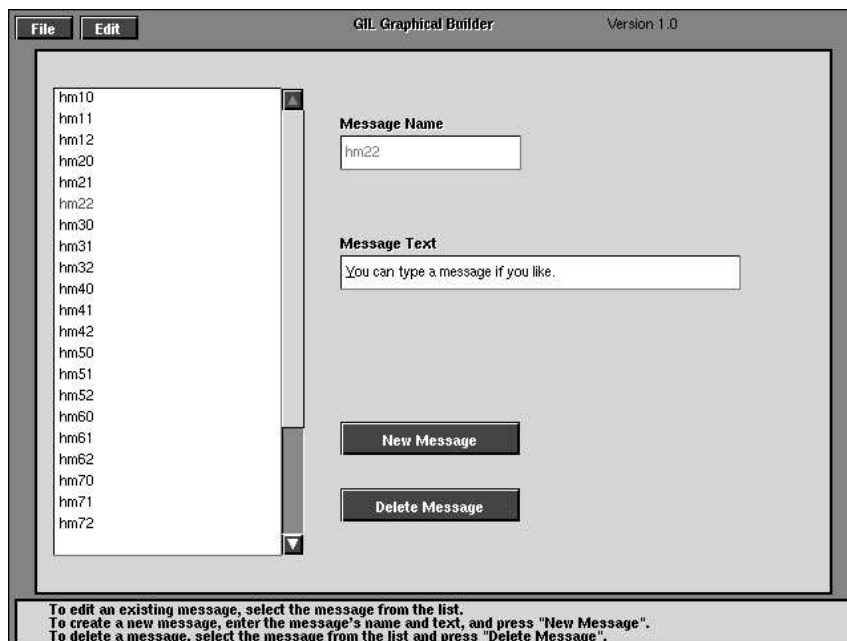 File Edit GIL Graphical Builder Version 1.0
hm10
hm11
hm12
hm20
hm21
hm22
hm30
hm31
hm32
hm40
hm41
hm42
hm50
hm51
hm52
hm60
hm61
hm62
hm70
hm71
hm72
Message Name
hm22
Message Text
You can type a message if you like.
New Message
Delete Message
To edit an existing message, select the message from the list.
To create a new message, enter the message's name and text, and press "New Message".
To delete a message, select the message from the list and press "Delete Message".